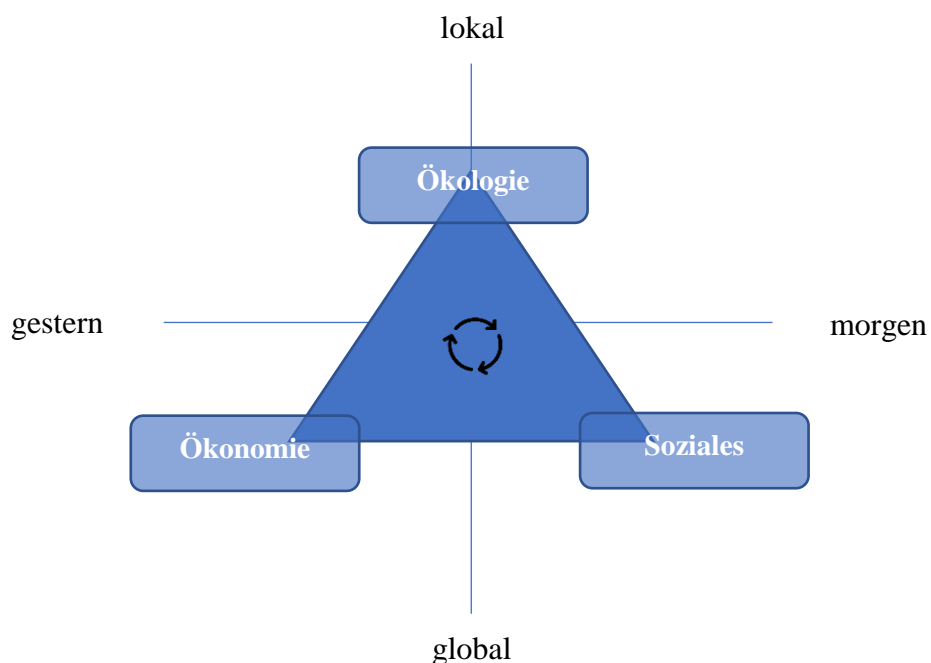 lokal
Ökologie
gestern
morgen
Ökonomie
Soziales
global